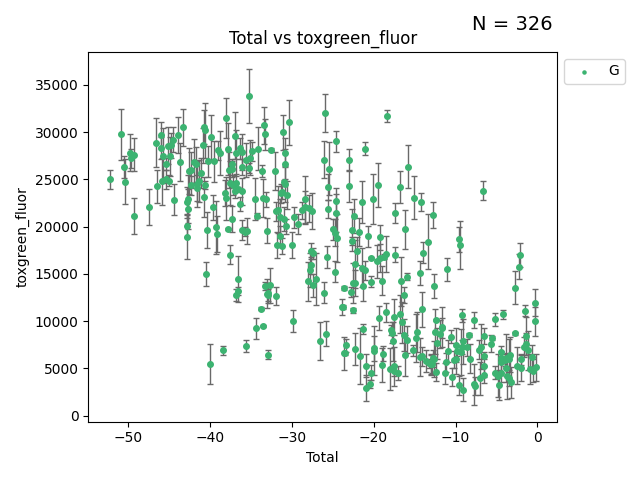 N = 326
Total vs toxgreen_fluor
G
toxgreen_fluor
35000
30000
25000
20000
15000
10000
5000
0
−50 −40 −30 −20 −10 0
Total